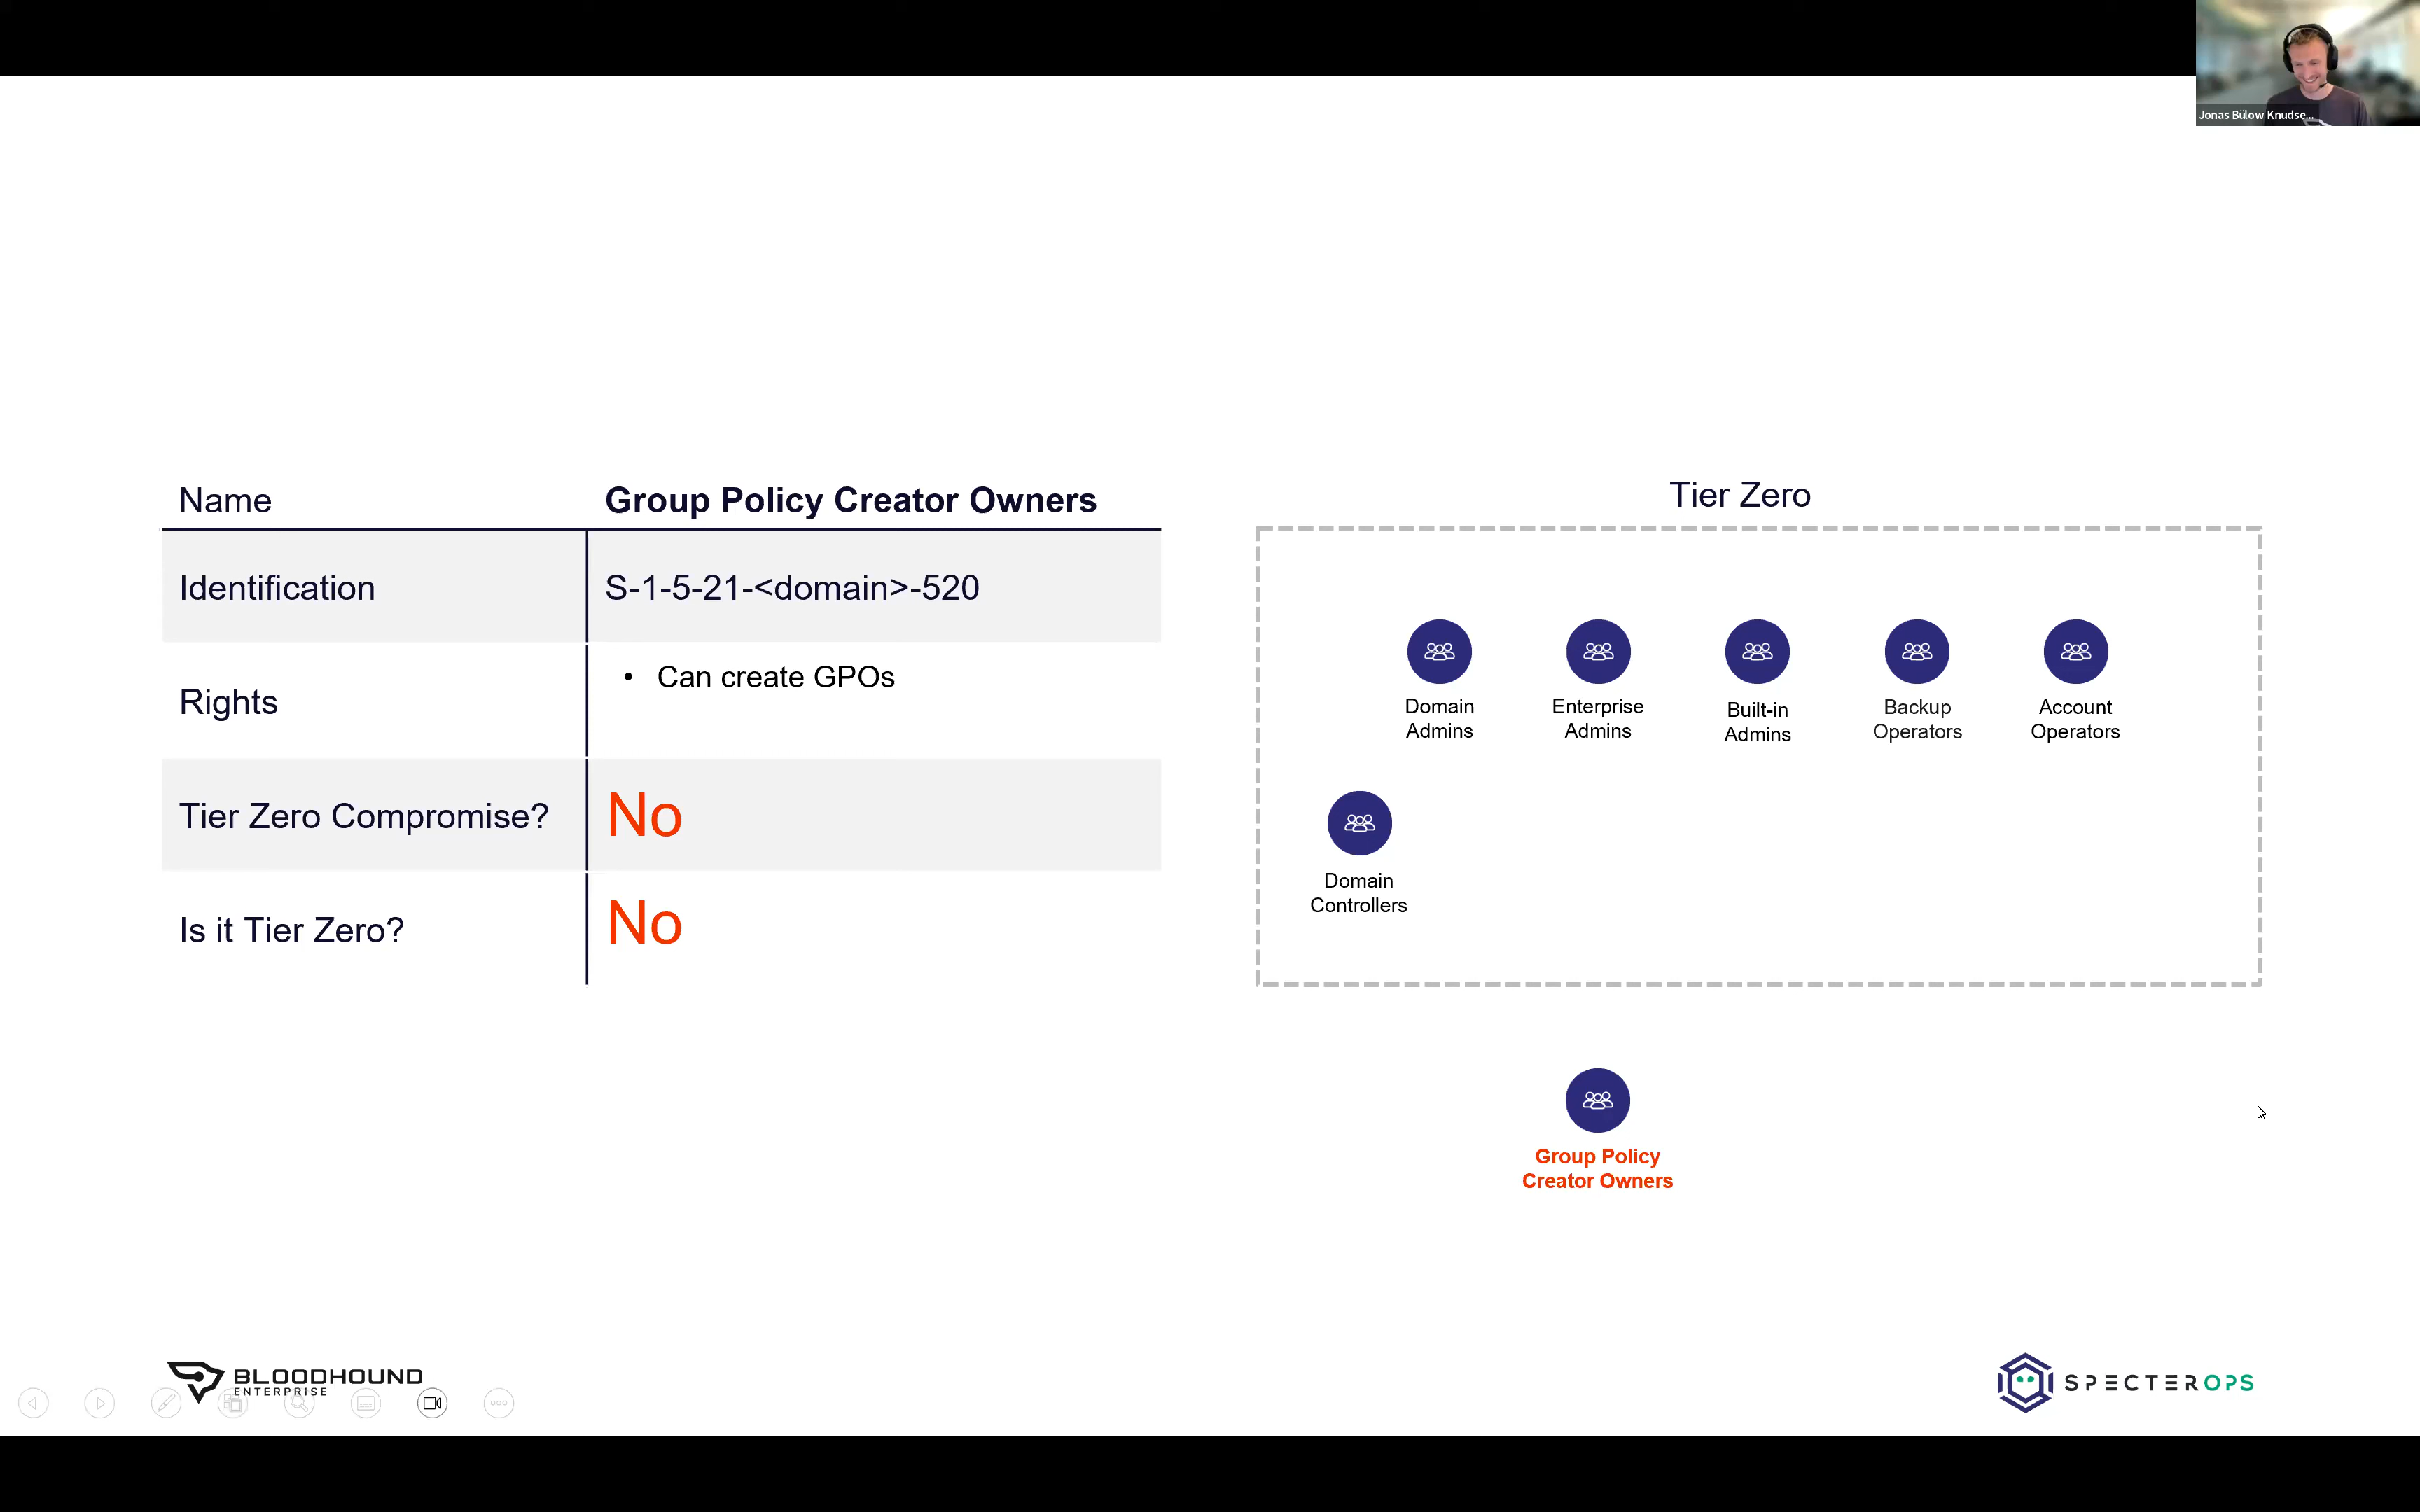 Jonas Bülow Knudse...
Name
Group Policy Creator Owners
Identification
S-1-5-21-<domain>-520
Rights
• Can create GPOs
Tier Zero Compromise?
No
Is it Tier Zero?
No
Tier Zero
Domain
Admins
Enterprise
Admins
Built-in
Admins
Backup
Operators
Account
Operators
Domain
Controllers
Group Policy
Creator Owners
BLOODHOUND
ENTERPRISE
SPECTEROPS